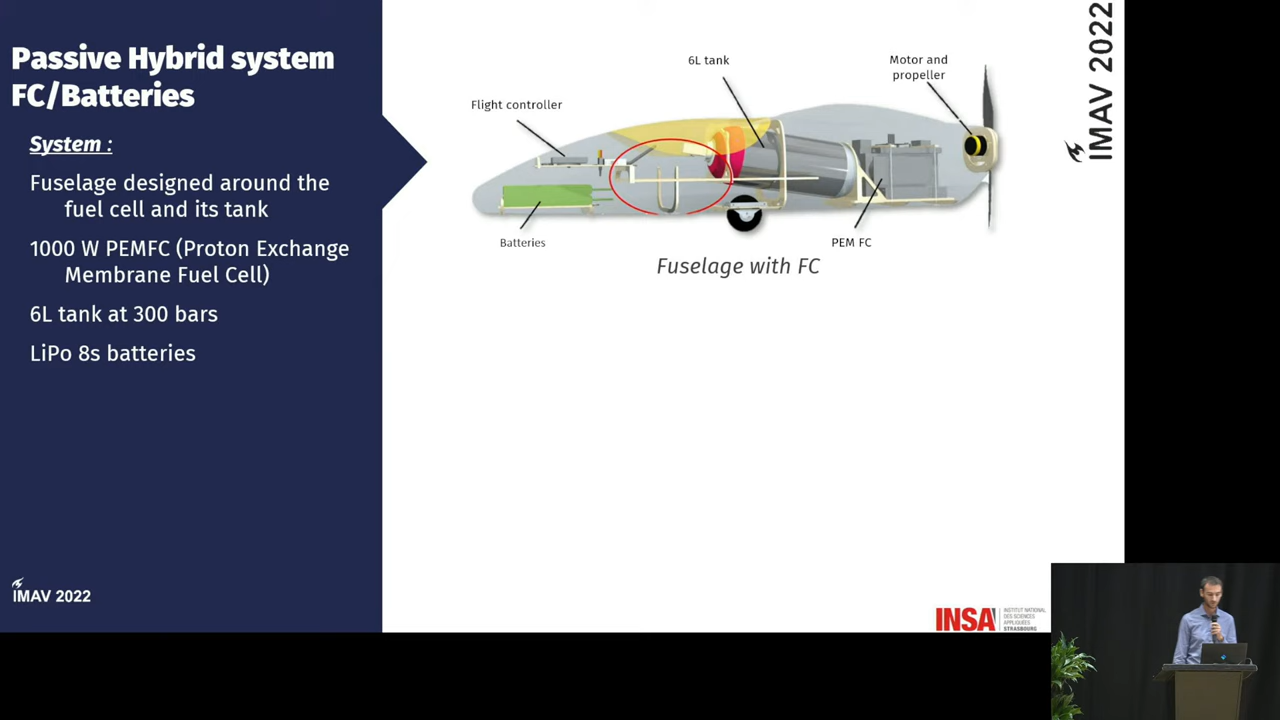 Passive Hybrid system
FC/Batteries
System :
Fuselage designed around the
fuel cell and its tank
1000 W PEMFC (Proton Exchange
Membrane Fuel Cell)
6L tank at 300 bars
LiPo 8s batteries
IMAV 2022
6L tank
Motor and
propeller
Flight controller
Batteries
PEM FC
Fuselage with FC
IMAV 2022
INSA
INSTITUT NATIONAL
DES SCIENCES
APPLIQUÉES
STRASBOURG